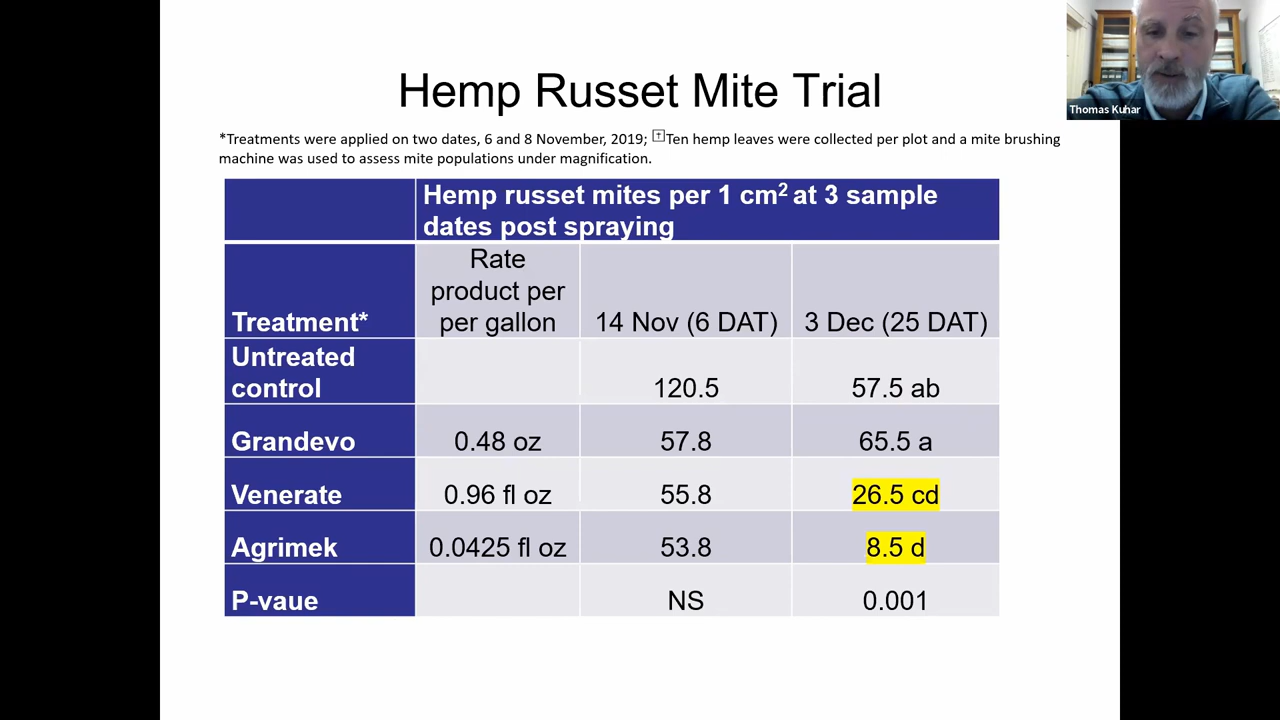 Hemp Russet Mite Trial
Thomas Kuhar
*Treatments were applied on two dates, 6 and 8 November, 2019; †Ten hemp leaves were collected per plot and a mite brushing
machine was used to assess mite populations under magnification.
Hemp russet mites per 1 cm² at 3 sample
dates post spraying
Treatment*
Rate
product per
per gallon
14 Nov (6 DAT)
3 Dec (25 DAT)
Untreated
control
120.5
57.5 ab
Grandevo
0.48 oz
57.8
65.5 a
Venerate
0.96 fl oz
55.8
26.5 cd
Agrimek
0.0425 fl oz
53.8
8.5 d
P-vaue
NS
0.001